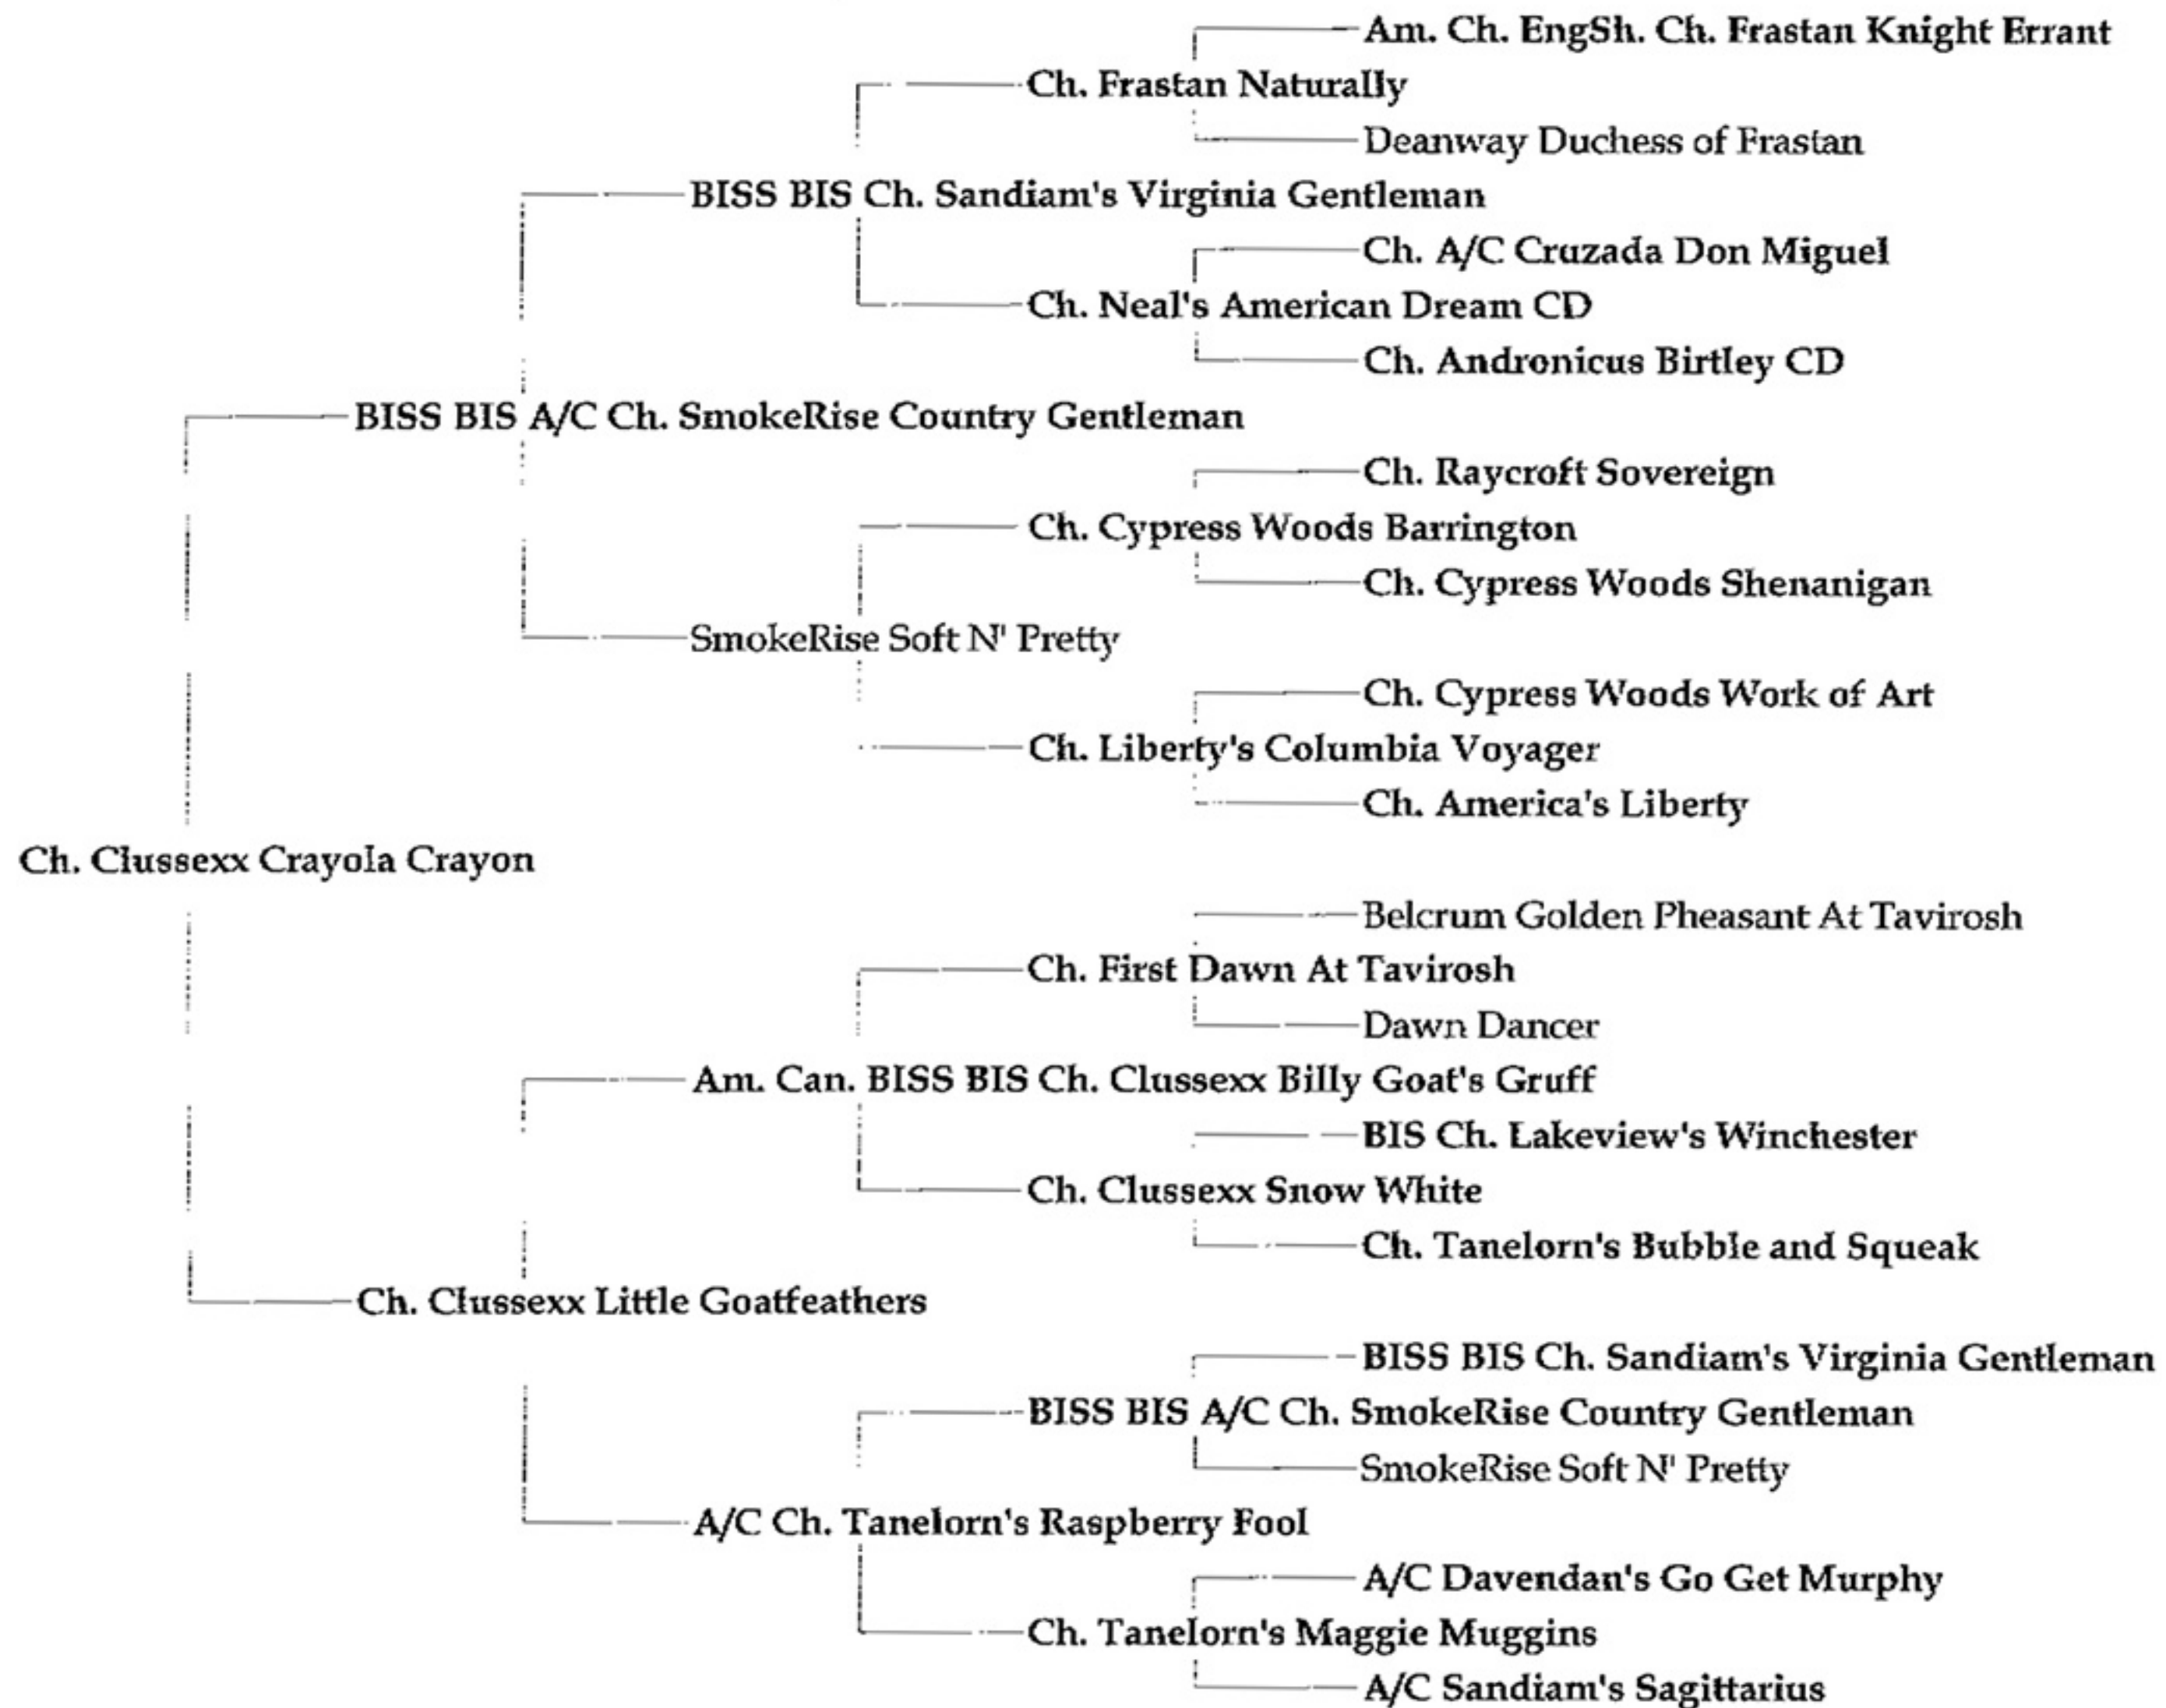 Am. Ch. EngSh. Ch. Frastan Knight Errant
Ch. Frastan Naturally
Deanway Duchess of Frastan
BISS BIS Ch. Sandiam's Virginia Gentleman
Ch. A/C Cruzada Don Miguel
Ch. Neal's American Dream CD
Ch. Andronicus Birtley CD
BISS BIS A/C Ch. SmokeRise Country Gentleman
Ch. Raycroft Sovereign
Ch. Cypress Woods Barrington
Ch. Cypress Woods Shenanigan
SmokeRise Soft N' Pretty
Ch. Cypress Woods Work of Art
Ch. Liberty's Columbia Voyager
Ch. America's Liberty
Ch. Clussexx Crayola Crayon
Belcrum Golden Pheasant At Tavirosh
Ch. First Dawn At Tavirosh
Dawn Dancer
Am. Can. BISS BIS Ch. Clussexx Billy Goat's Gruff
BIS Ch. Lakeview's Winchester
Ch. Clussexx Snow White
Ch. Tanelorn's Bubble and Squeak
Ch. Clussexx Little Goatfeathers
BISS BIS Ch. Sandiam's Virginia Gentleman
BISS BIS A/C Ch. SmokeRise Country Gentleman
SmokeRise Soft N' Pretty
A/C Ch. Tanelorn's Raspberry Fool
A/C Davendan's Go Get Murphy
Ch. Tanelorn's Maggie Muggins
A/C Sandiam's Sagittarius